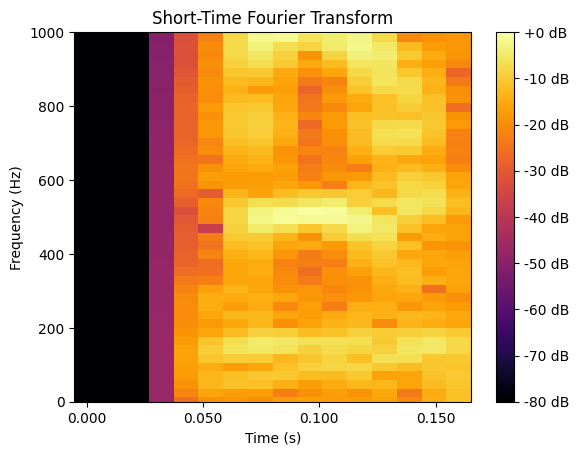 Short-Time Fourier Transform
1000
800
600
400
200
0
Frequency (Hz)
0.000
0.050
0.100
0.150
Time (s)
+0 dB
-10 dB
-20 dB
-30 dB
-40 dB
-50 dB
-60 dB
-70 dB
-80 dB